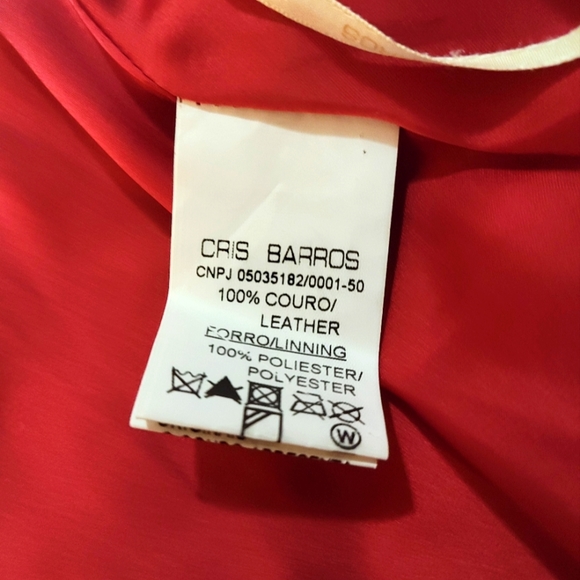 CRIS BARROS
CNPJ 05035182/0001-50
100% COURO/
LEATHER
FORRO/LINNING
100% POLIESTER/
POLYESTER
W